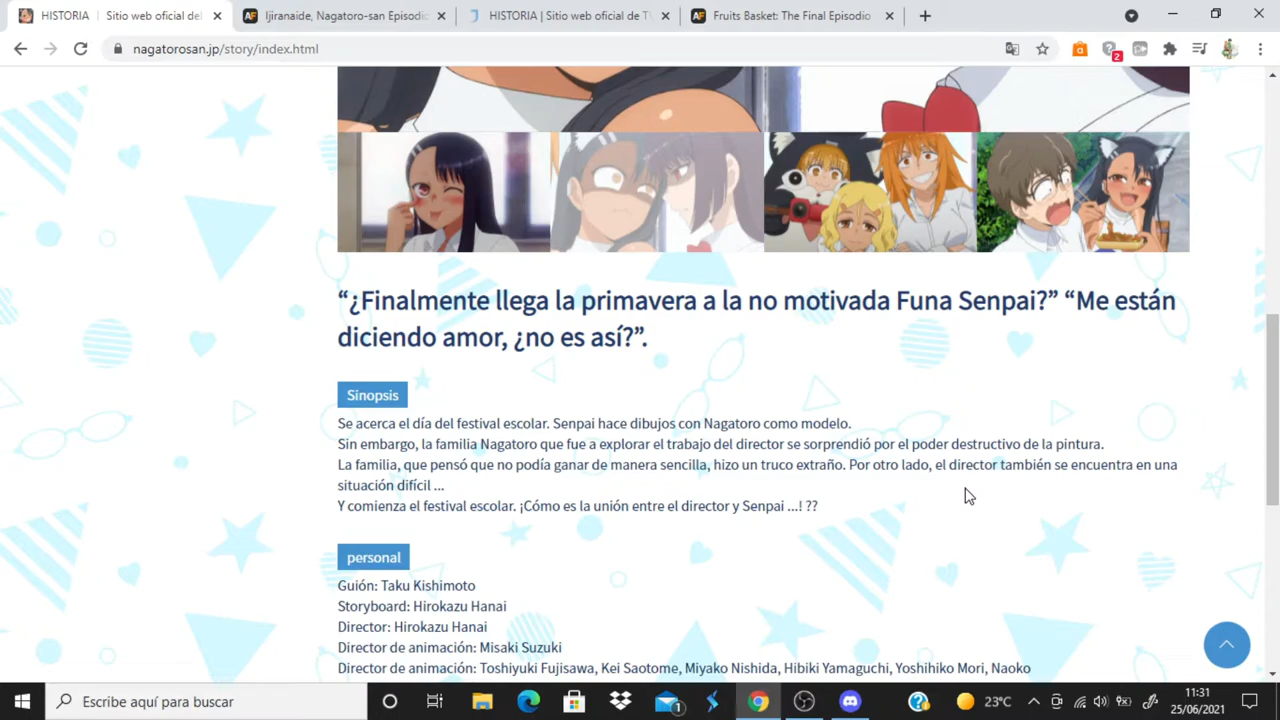 HISTORIA | Sitio web oficial del
Ijiranaide, Nagatoro-san Episodic
HISTORIA | Sitio web oficial de TV
Fruits Basket: The Final Episodio
nagatorosan.jp/story/index.html
2
“¿Finalmente llega la primavera a la no motivada Funa Senpai?” “Me están
diciendo amor, ¿no es así?”.
Sinopsis
Se acerca el día del festival escolar. Senpai hace dibujos con Nagatoro como modelo.
Sin embargo, la familia Nagatoro que fue a explorar el trabajo del director se sorprendió por el poder destructivo de la pintura.
La familia, que pensó que no podía ganar de manera sencilla, hizo un truco extraño. Por otro lado, el director también se encuentra en una
situación difícil ...
Y comienza el festival escolar. ¡Cómo es la unión entre el director y Senpai ...! ??
personal
Guión: Taku Kishimoto
Storyboard: Hirokazu Hanai
Director: Hirokazu Hanai
Director de animación: Misaki Suzuki
Director de animación: Toshiyuki Fujisawa, Kei Saotome, Miyako Nishida, Hibiki Yamaguchi, Yoshihiko Mori, Naoko
Escribe aquí para buscar
1
23°C
11:31
25/06/2021